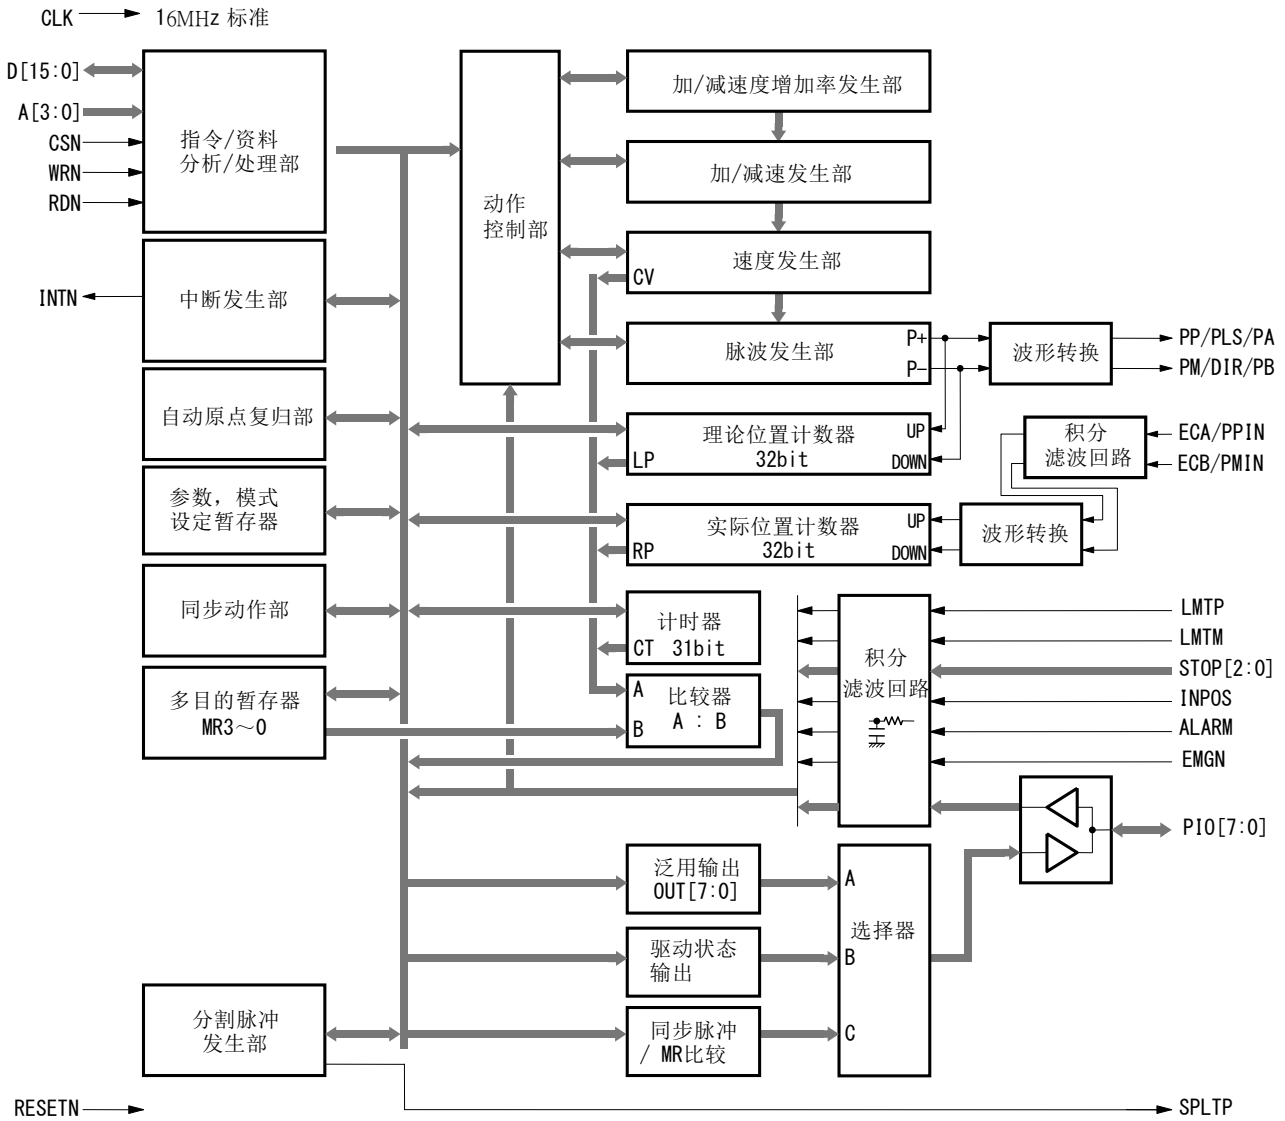 CLK
16MHz 标准
D[15:0]
A[3:0]
CSN
WRN
RDN
指令/资料
分析/处理部
INTN
中断发生部
自动原点复归部
参数，模式
设定暂存器
同步动作部
多目的暂存器
MR3～0
分割脉冲
发生部
RESETN
动作
控制部
加/减速度增加率发生部
加/减速发生部
速度发生部
CV
脉波发生部
P+
P-
波形转换
PP/PLS/PA
PM/DIR/PB
理论位置计数器
32bit
UP
DOWN
LP
积分
滤波回路
ECA/PPIN
ECB/PMIN
实际位置计数器
32bit
UP
DOWN
RP
波形转换
计时器
CT 31bit
A
B
比较器
A : B
积分
滤波回路
LMTP
LMTM
STOP[2:0]
INPOS
ALARM
EMGN
PIO[7:0]
泛用输出
OUT[7:0]
驱动状态
输出
同步脉冲
/ MR比较
A
B
C
选择器
SPLTP